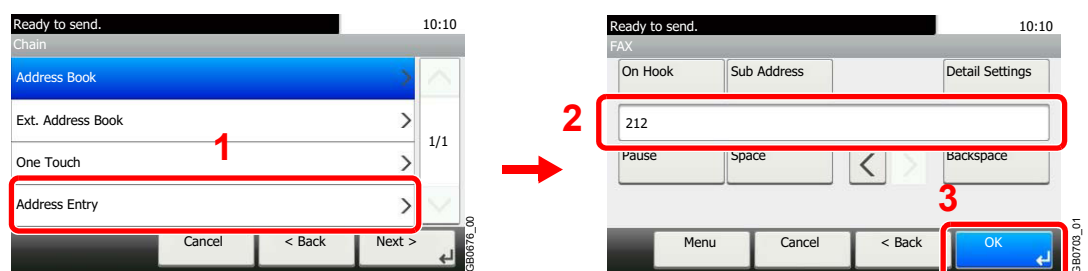 Ready to send.
10:10
Chain
Address Book
Ext. Address Book
1
1/1
One Touch
Address Entry
Cancel
< Back
Next >
GB0676_00
Ready to send.
10:10
FAX
On Hook
Sub Address
Detail Settings
2
212
Pause
Space
Backspace
3
Menu
Cancel
< Back
OK
GB0703_01